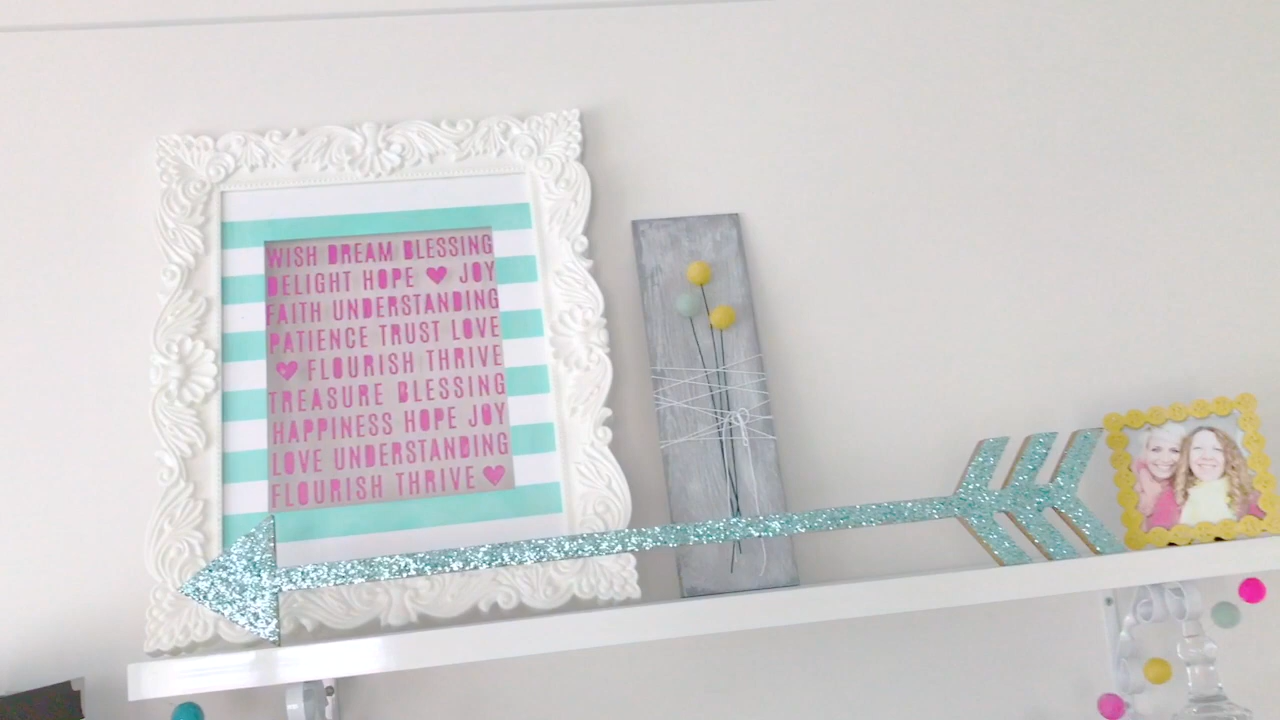 WISH DREAM BLESSING
DELIGHT HOPE ♥ JOY
FAITH UNDERSTANDING
PATIENCE TRUST LOVE
♥ FLOURISH THRIVE
TREASURE BLESSING
HAPPINESS HOPE JOY
LOVE UNDERSTANDING
FLOURISH THRIVE ♥